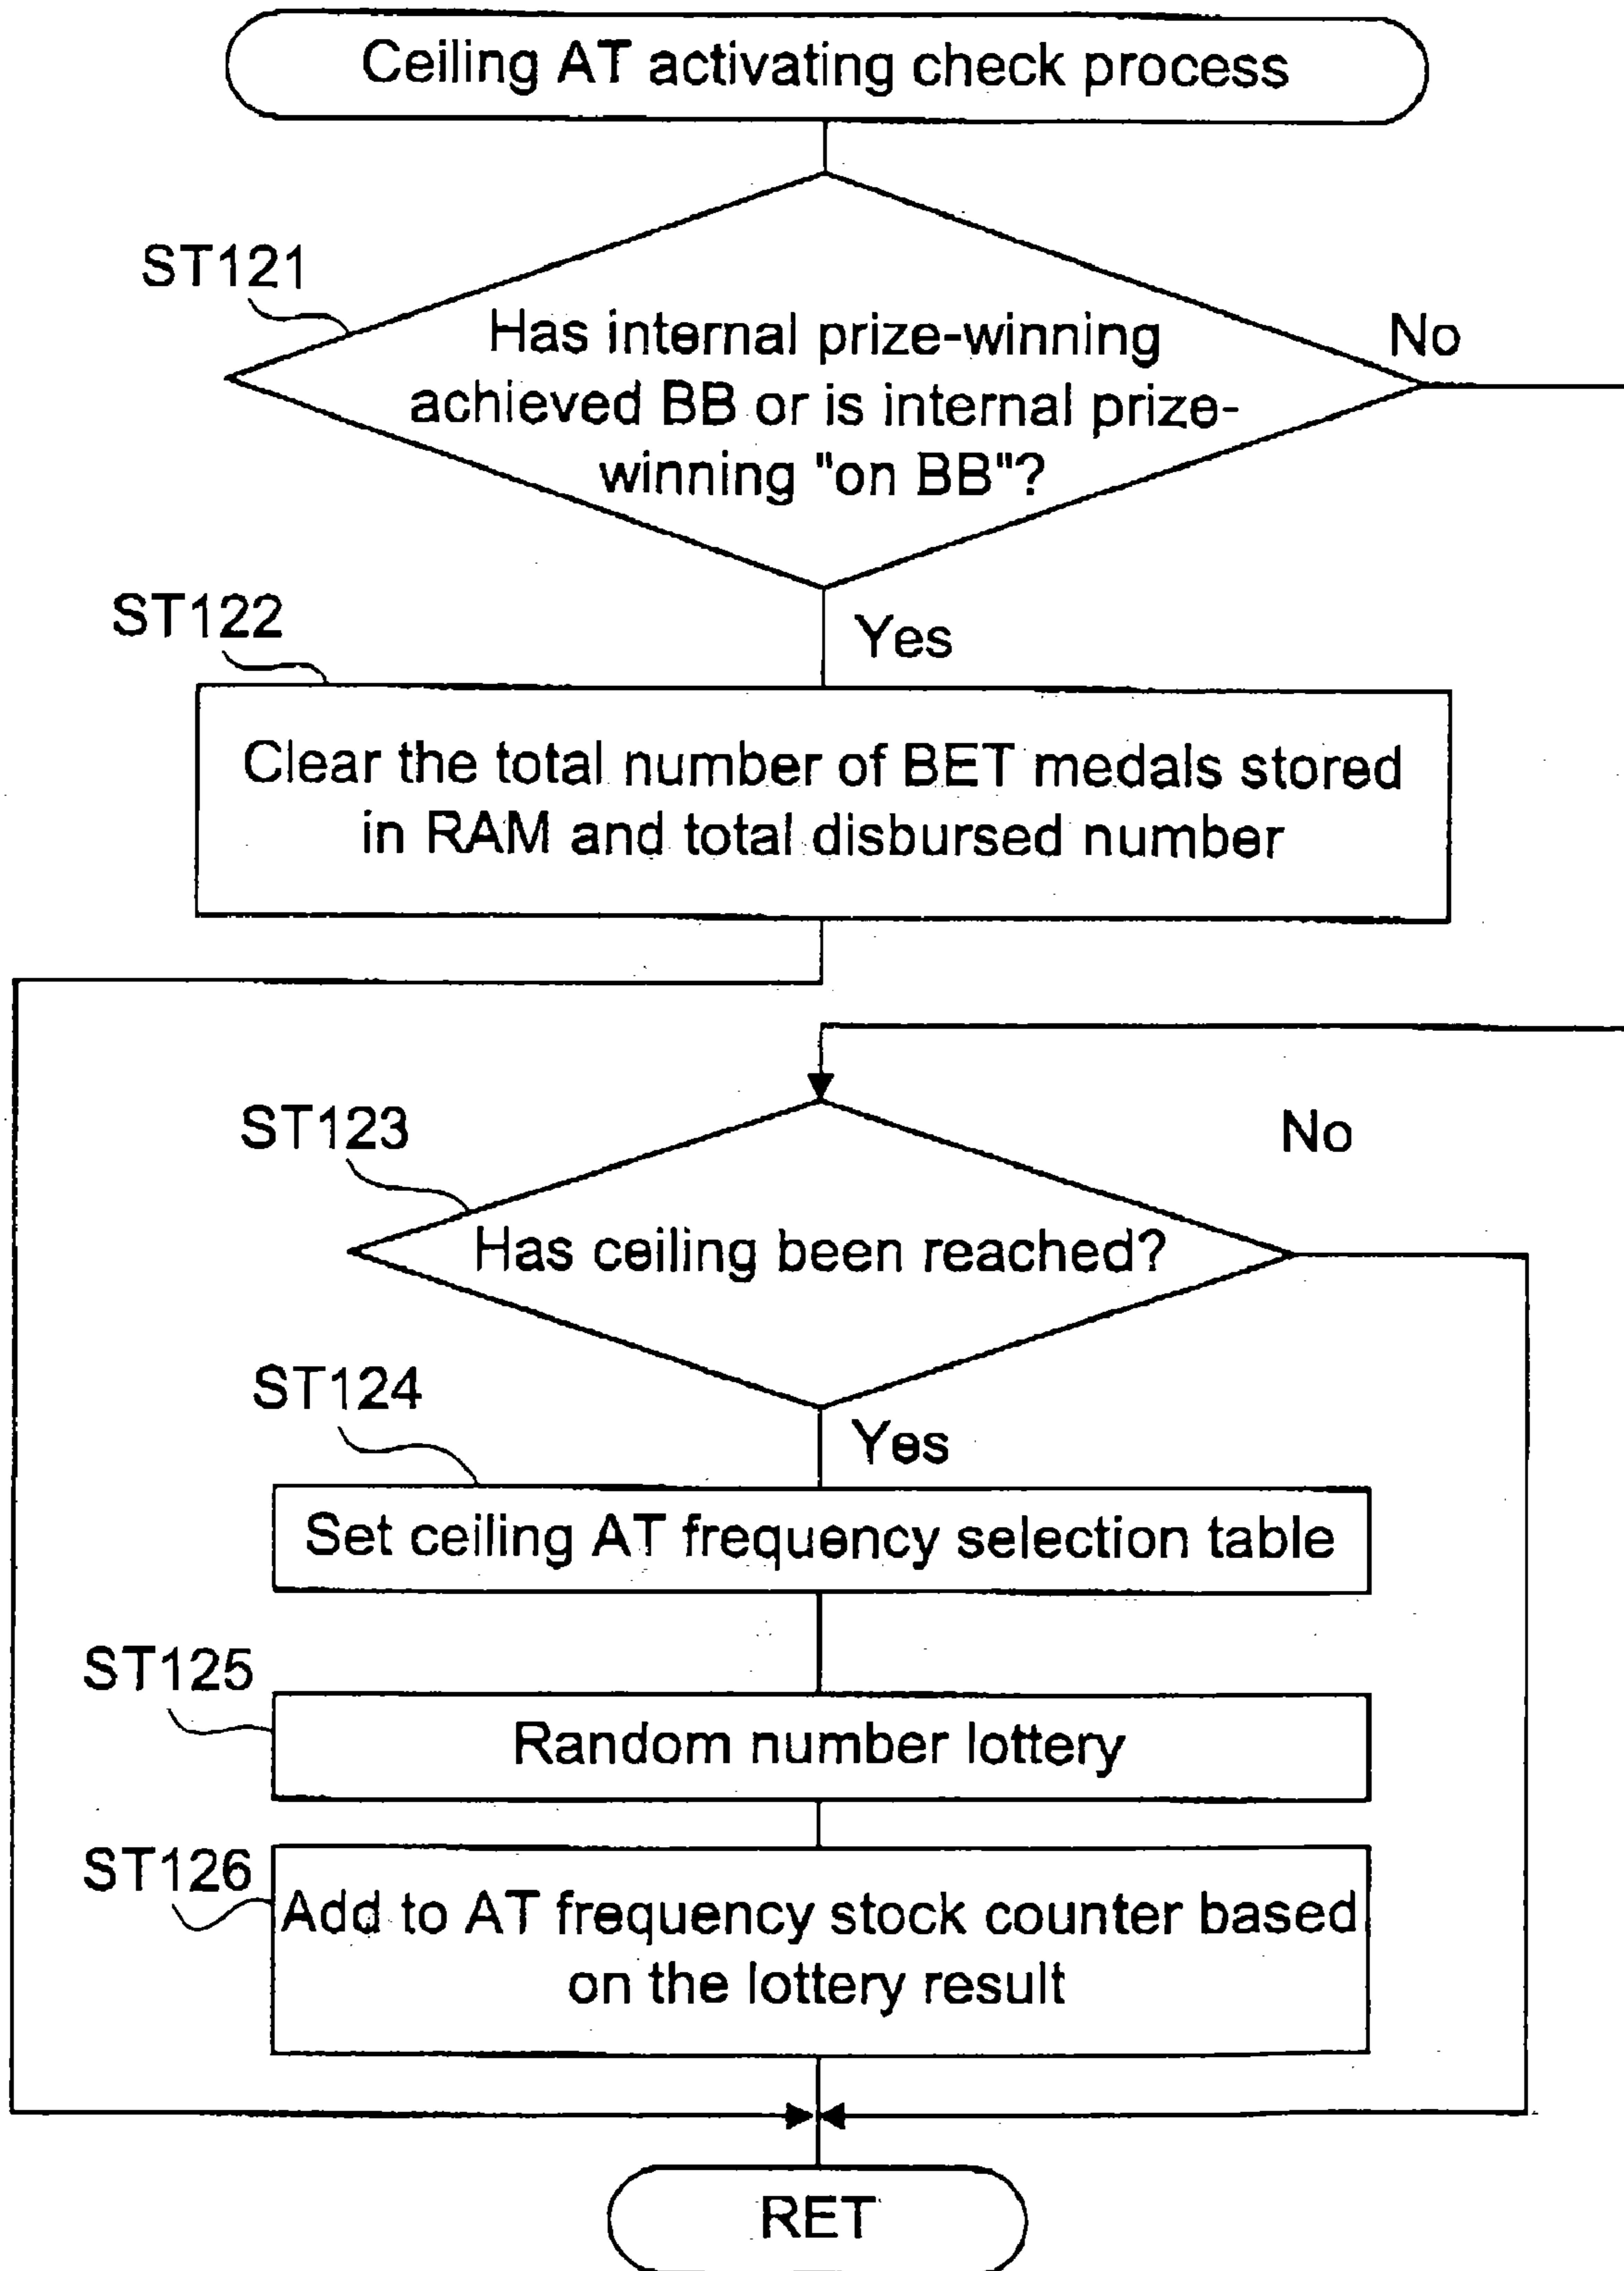 Ceiling AT activating check process
ST121
Has internal prize-winning
achieved BB or is internal prize-
winning "on BB"?
No
ST122
Yes
Clear the total number of BET medals stored
in RAM and total disbursed number
ST123
No
Has ceiling been reached?
ST124
Yes
Set ceiling AT frequency selection table
ST125
Random number lottery
ST126
Add to AT frequency stock counter based
on the lottery result
RET